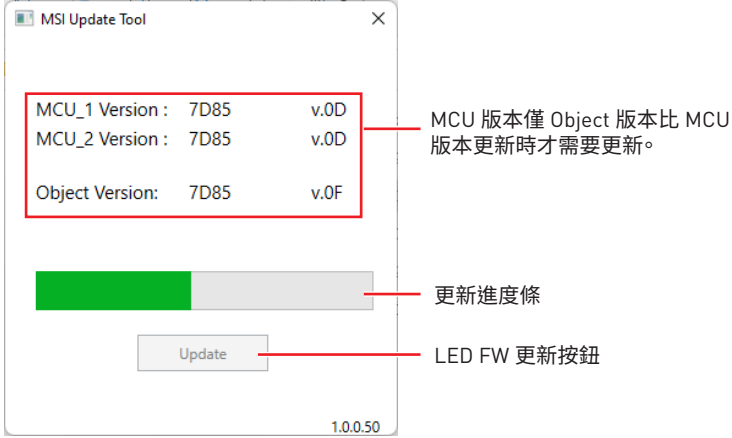 MSI Update Tool
MCU_1 Version : 7D85 v.0D
MCU_2 Version : 7D85 v.0D
Object Version: 7D85 v.0F
MCU 版本僅 Object 版本比 MCU
版本更新時才需要更新。
更新進度條
Update
LED FW 更新按鈕
1.0.0.50